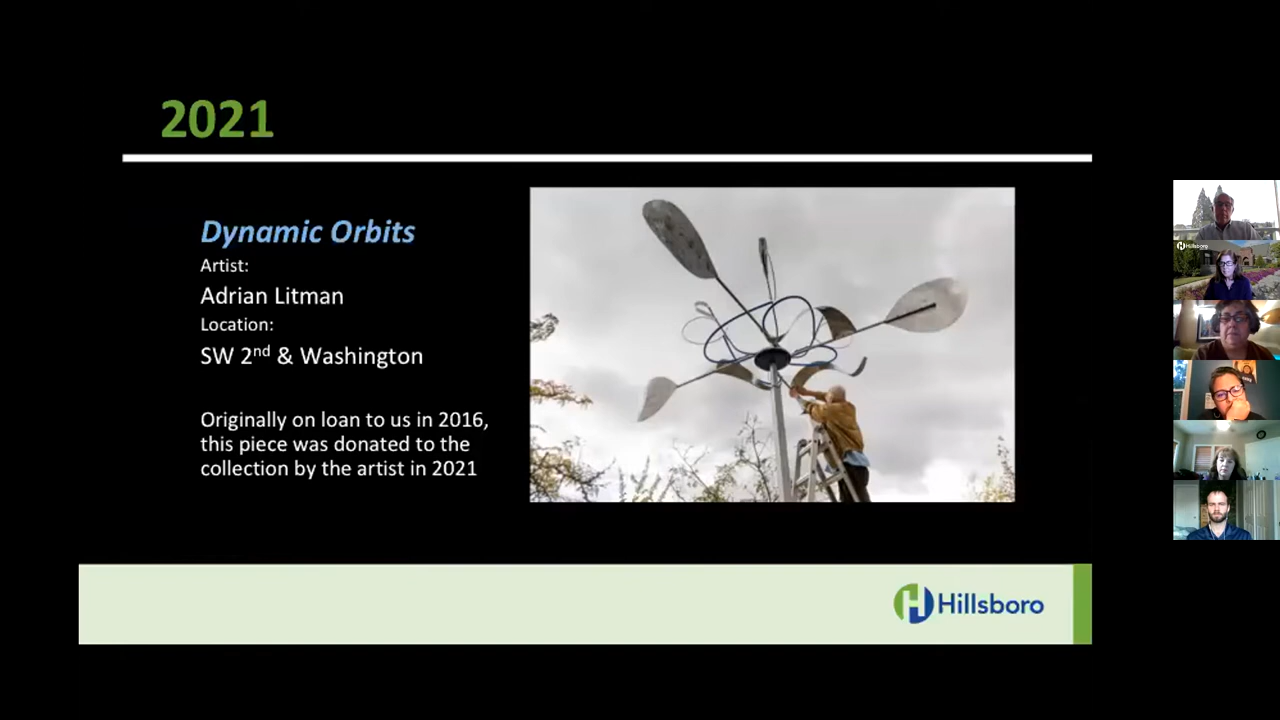 2021
Dynamic Orbits
Artist:
Adrian Litman
Location:
SW 2nd & Washington
Originally on loan to us in 2016,
this piece was donated to the
collection by the artist in 2021
Hillsboro
Hillsboro